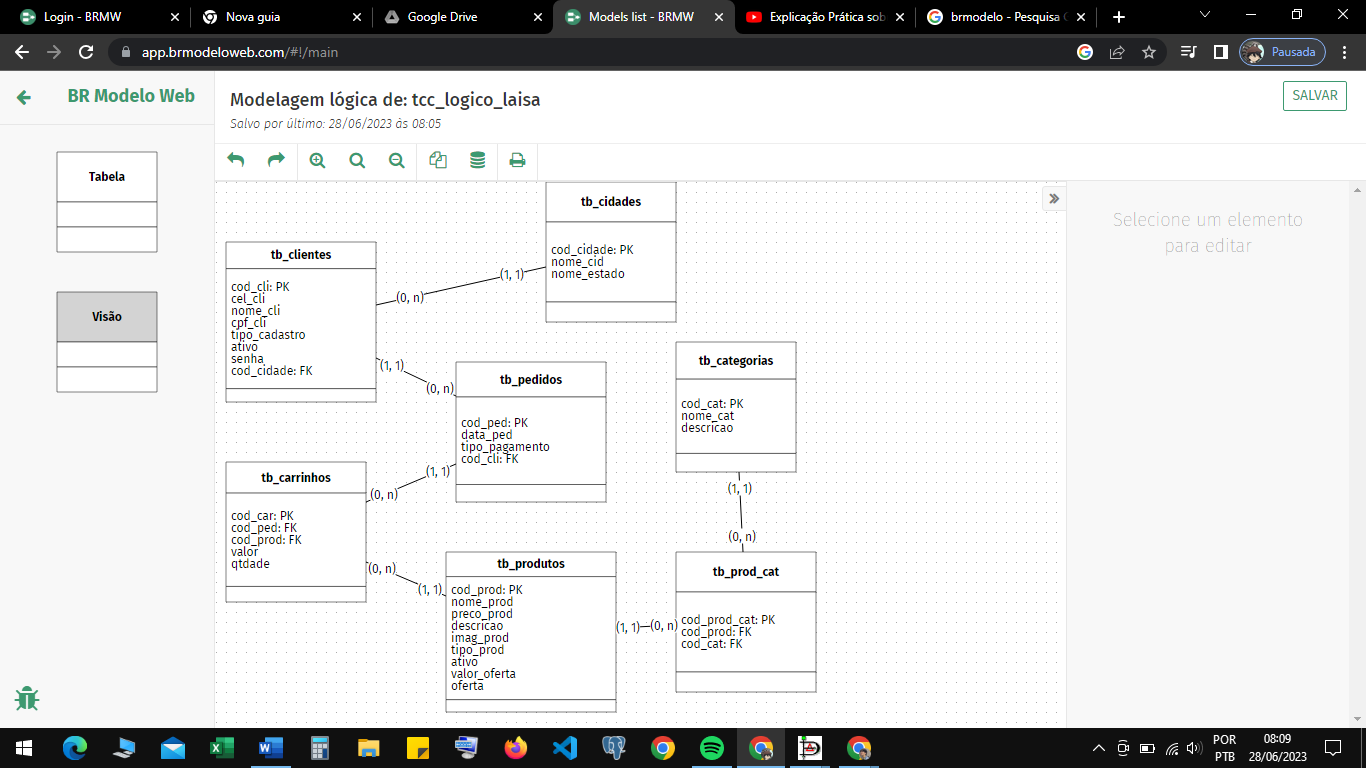 Login - BRMW
Nova guia
Google Drive
Models list - BRMW
Explicação Prática sob
brmodelo - Pesquisa G
app.brmodeloweb.com/#!/main
Pausada
BR Modelo Web
Modelagem lógica de: tcc_logico_laisa
Salvo por último: 28/06/2023 às 08:05
SALVAR
Tabela
Visão
Selecione um elemento
para editar
tb_cidades
cod_cidade: PK
nome_cid
nome_estado
tb_clientes
cod_cli: PK
cel_cli
nome_cli
cpf_cli
tipo_cadastro
ativo
senha
cod_cidade: FK
(0, n)
(1, 1)
(1, 1)
(0, n)
tb_pedidos
cod_ped: PK
data_ped
tipo_pagamento
cod_cli: FK
tb_categorias
cod_cat: PK
nome_cat
descricao
tb_carrinhos
cod_car: PK
cod_ped: FK
cod_prod: FK
valor
qtdade
(0, n)
(1, 1)
(0, n)
(1, 1)
(1, 1)
(0, n)
tb_produtos
cod_prod: PK
nome_prod
preco_prod
descricao
imag_prod
tipo_prod
ativo
valor_oferta
oferta
(1, 1)
(0, n)
tb_prod_cat
cod_prod_cat: PK
cod_prod: FK
cod_cat: FK
POR
PTB
08:09
28/06/2023